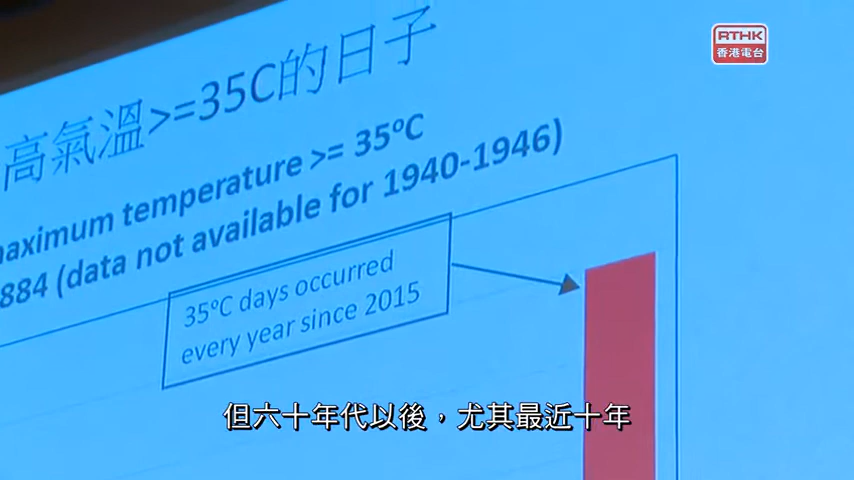 RTHK
香港電台
高氣溫>=35C的日子
maximum temperature >= 35ºC
884 (data not available for 1940-1946)
35ºC days occurred
every year since 2015
但六十年代以後，尤其最近十年